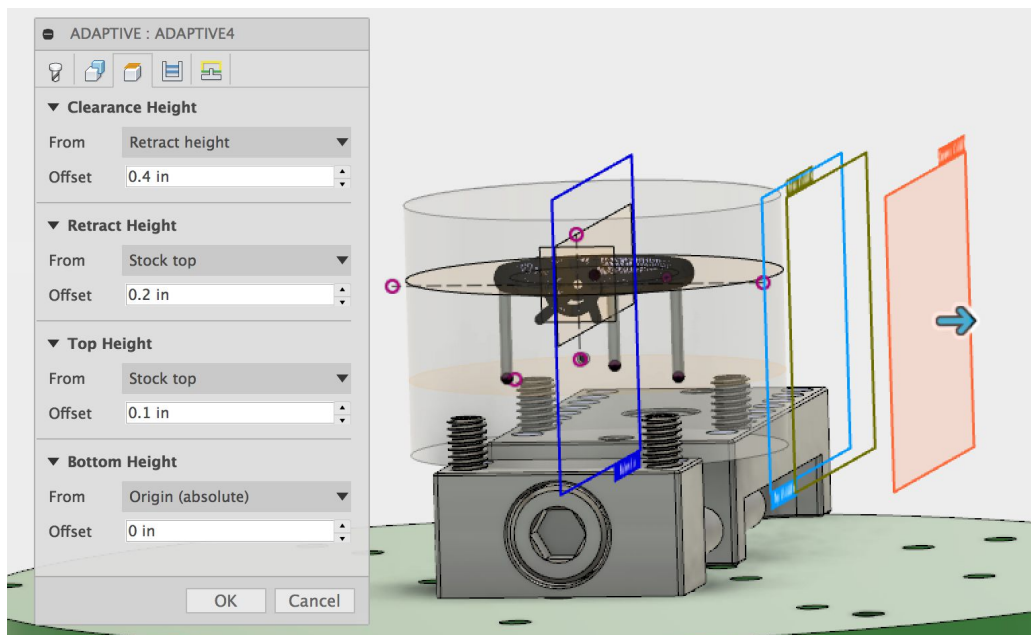 ADAPTIVE : ADAPTIVE4
Clearance Height
From Retract height
Offset 0.4 in
Retract Height
From Stock top
Offset 0.2 in
Top Height
From Stock top
Offset 0.1 in
Bottom Height
From Origin (absolute)
Offset 0 in
OK Cancel